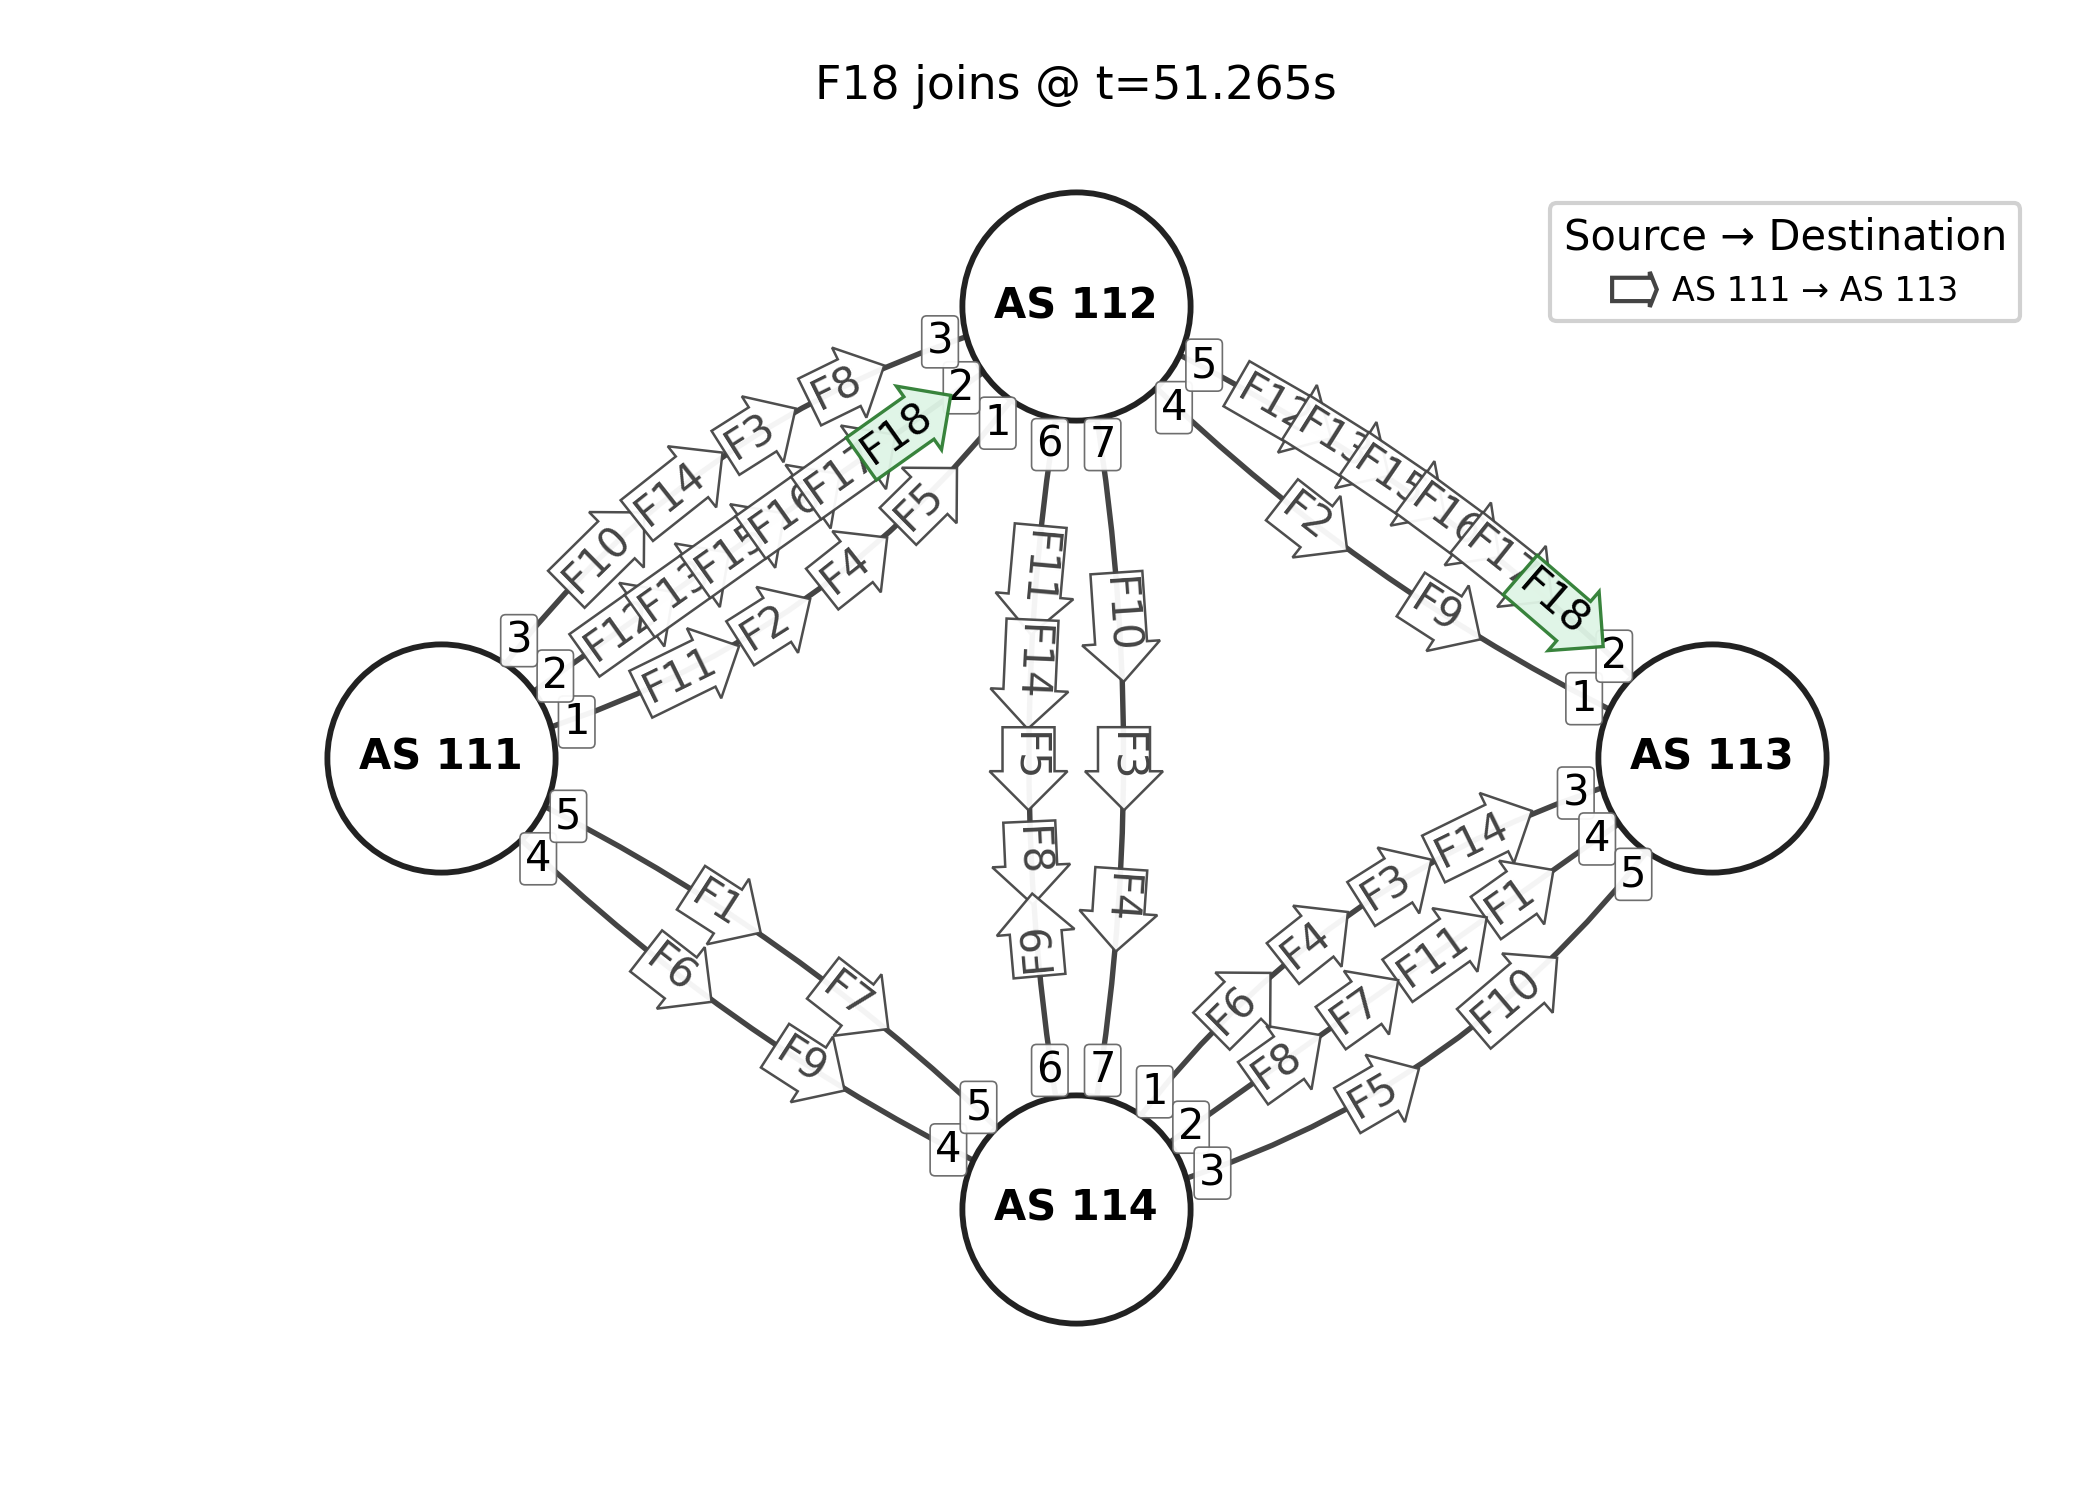 F18 joins @ t=51.265s
Source → Destination
AS 111 → AS 113
AS 112
3
2
1
6
7
4
5
F8
F3
F14
F10
F18
F17
F16
F15
F13
F12
F5
F4
F2
F11
3
2
1
AS 111
5
4
F12
F13
F15
F16
F17
F18
F2
F9
2
1
AS 113
3
4
5
F11
F14
F5
F8
F9
F10
F3
F4
F1
F7
F6
F9
5
4
6
7
1
2
3
F14
F3
F4
F6
F1
F11
F7
F8
F10
F5
AS 114